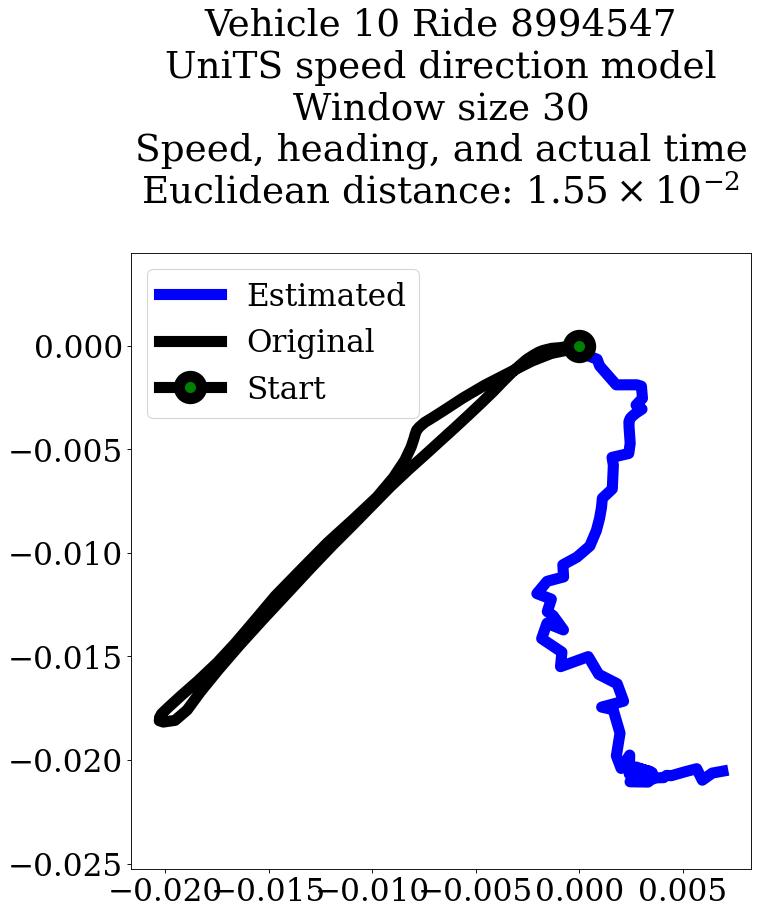 Vehicle 10 Ride 8994547
UniTS speed direction model
Window size 30
Speed, heading, and actual time
Euclidean distance: 1.55 × 10⁻²
Estimated
Original
Start
0.000
−0.005
−0.010
−0.015
−0.020
−0.025
−0.020 −0.015 −0.010 −0.005 0.000 0.005